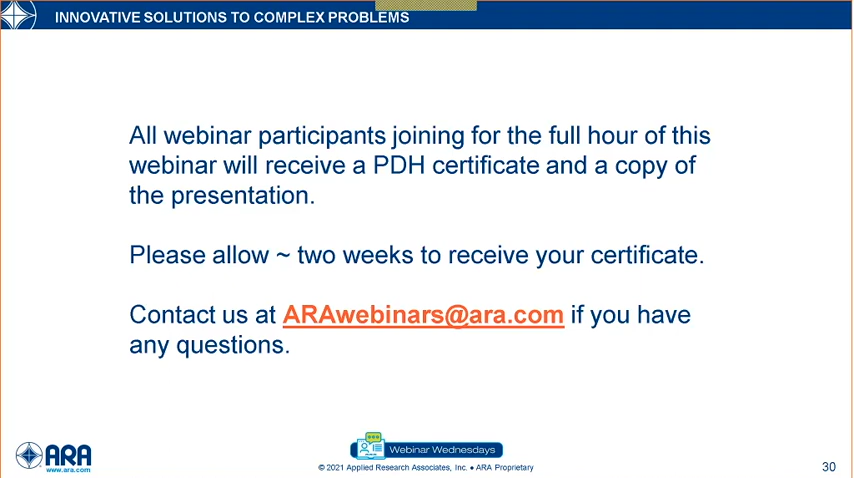 INNOVATIVE SOLUTIONS TO COMPLEX PROBLEMS
All webinar participants joining for the full hour of this
webinar will receive a PDH certificate and a copy of
the presentation.
Please allow ~ two weeks to receive your certificate.
Contact us at ARAwebinars@ara.com if you have
any questions.
ARA
www.ara.com
Webinar Wednesdays
© 2021 Applied Research Associates, Inc. ● ARA Proprietary
30